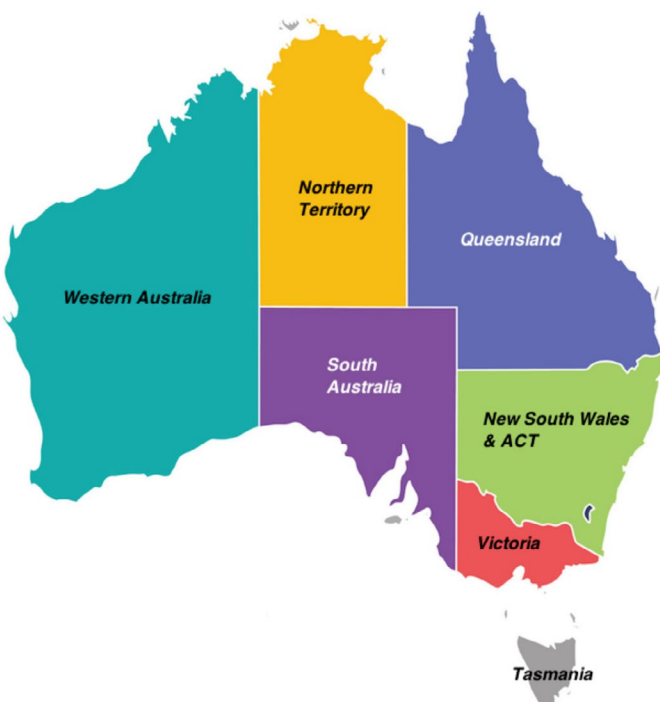 Northern
Territory
Queensland
Western Australia
South
Australia
New South Wales
& ACT
Victoria
Tasmania